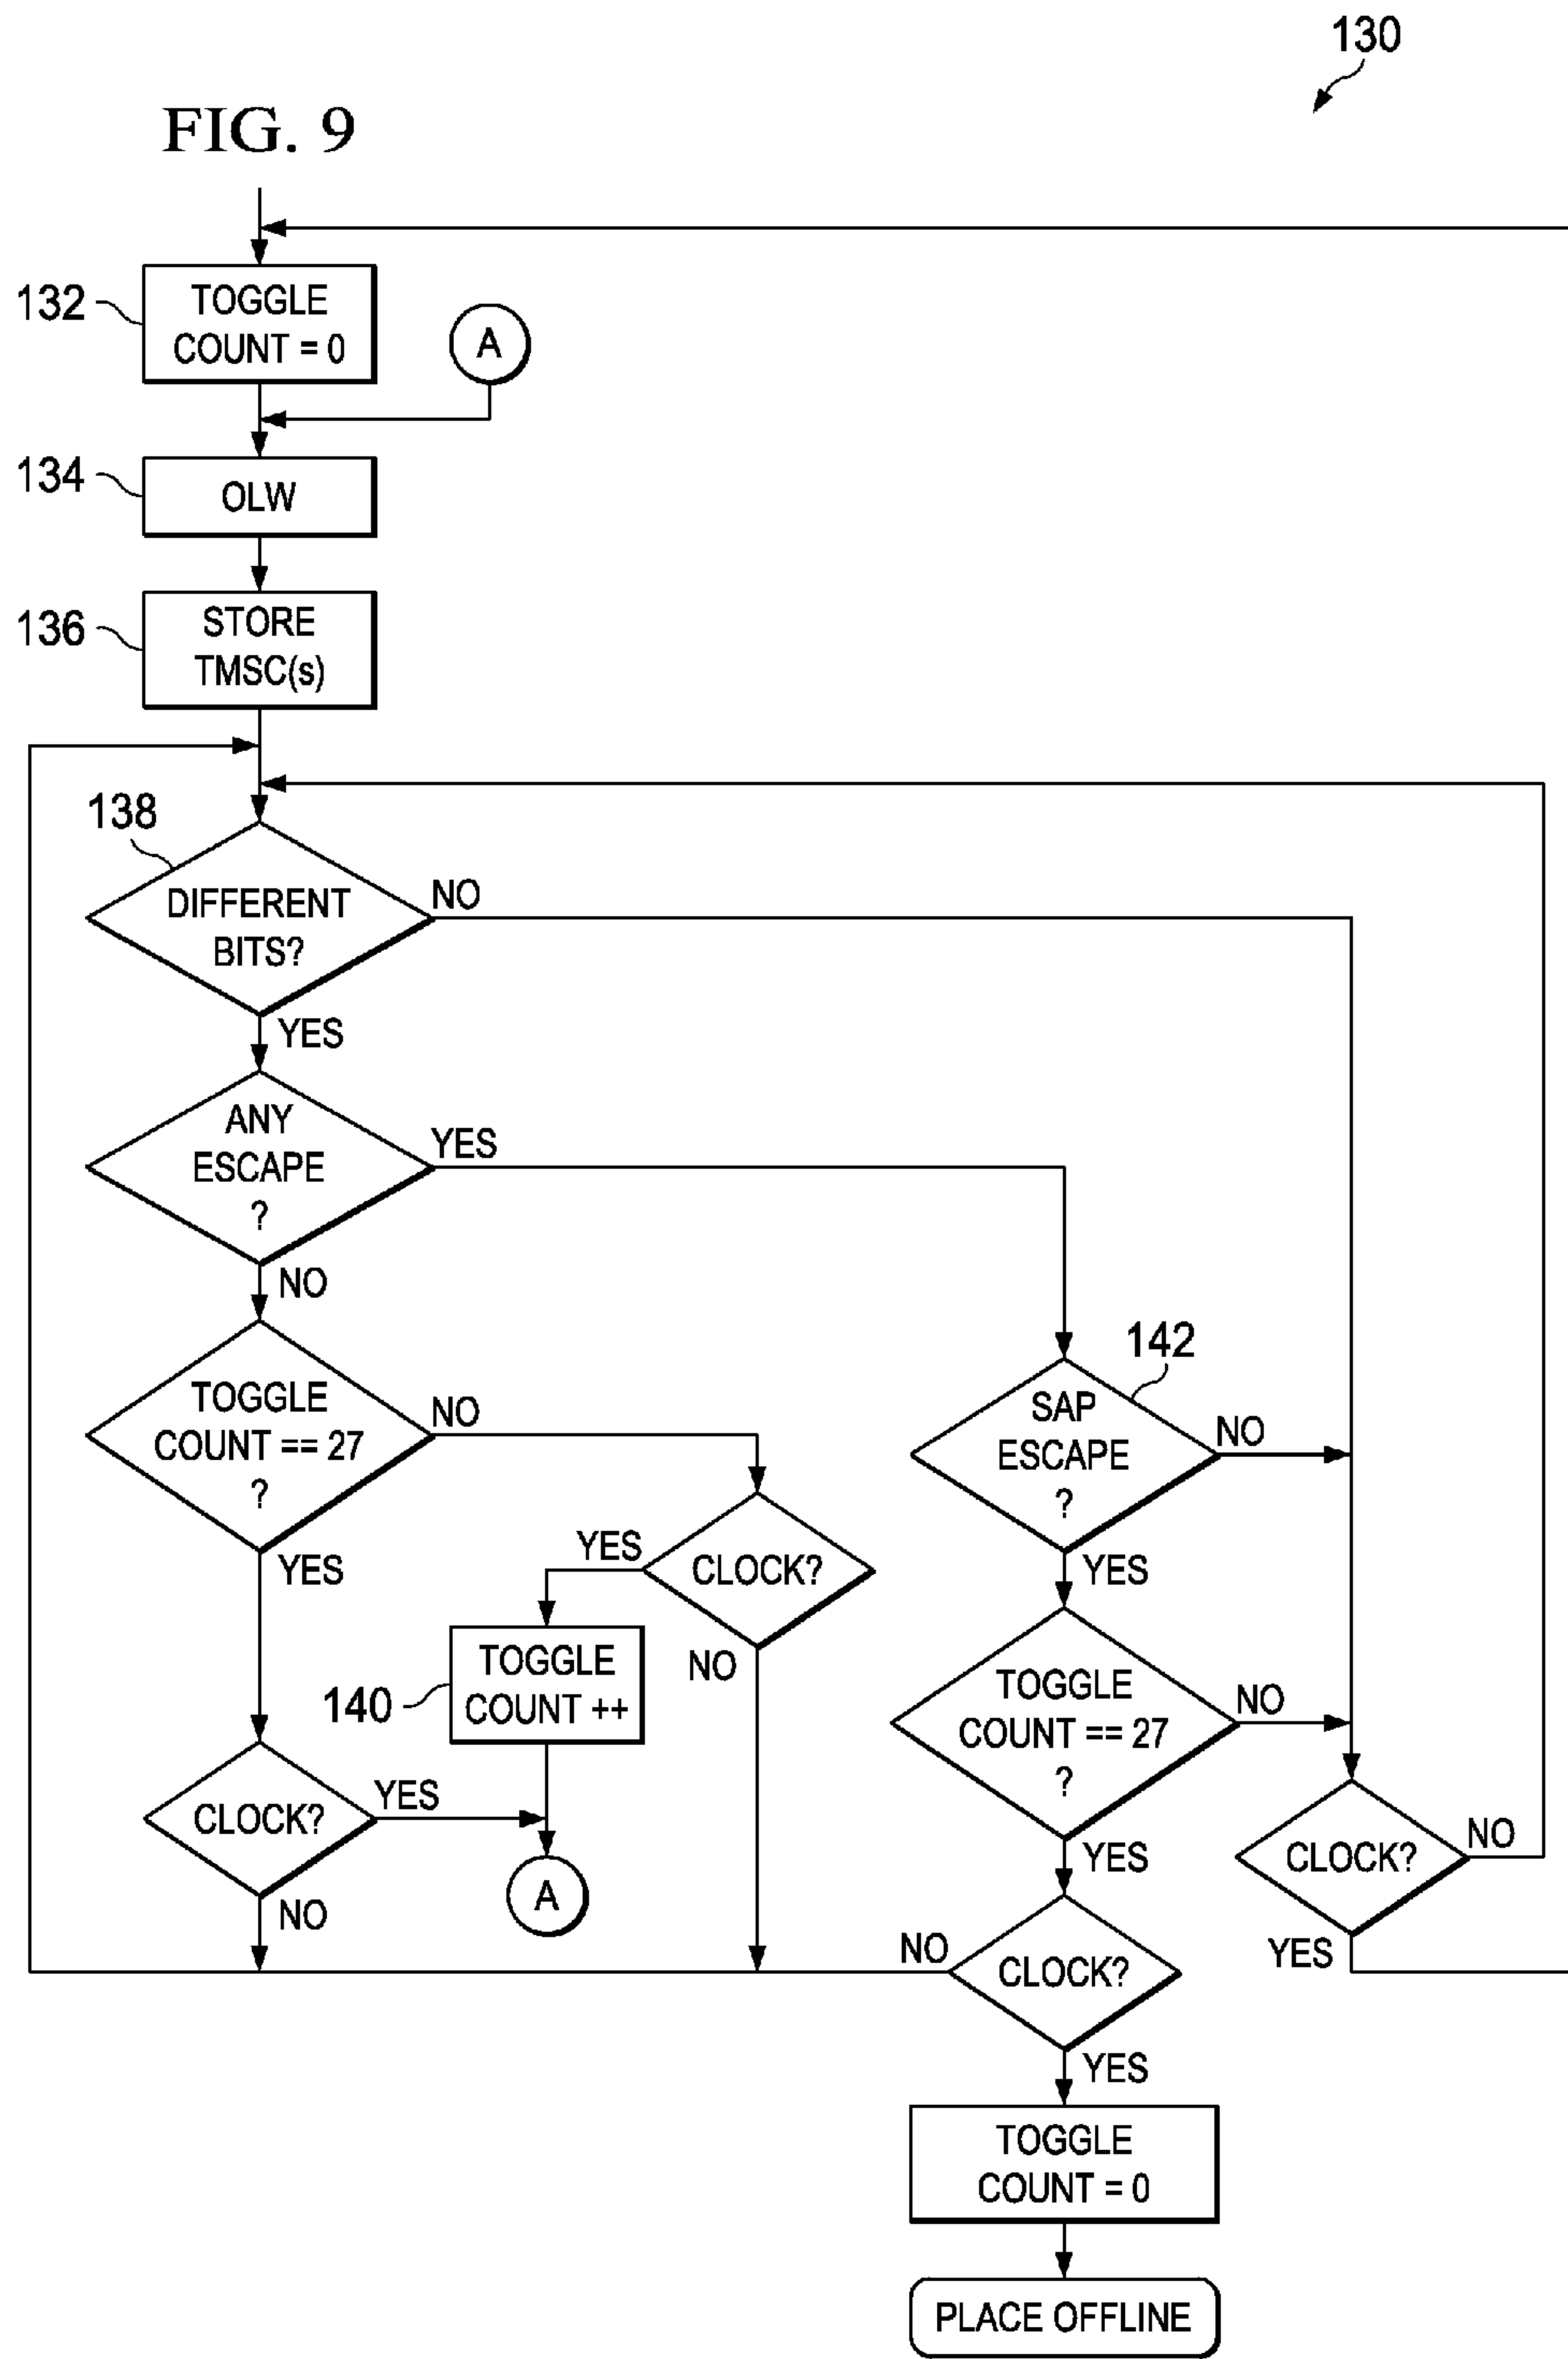 130
FIG. 9
132
TOGGLE
COUNT = 0
A
134
OLW
136
STORE
TMSC(s)
138
DIFFERENT
BITS?
NO
YES
ANY
ESCAPE
?
YES
NO
TOGGLE
COUNT == 27
?
NO
YES
CLOCK?
YES
NO
140
TOGGLE
COUNT ++
CLOCK?
YES
NO
A
142
SAP
ESCAPE
?
NO
YES
TOGGLE
COUNT == 27
?
NO
YES
CLOCK?
NO
YES
CLOCK?
NO
YES
TOGGLE
COUNT = 0
PLACE OFFLINE